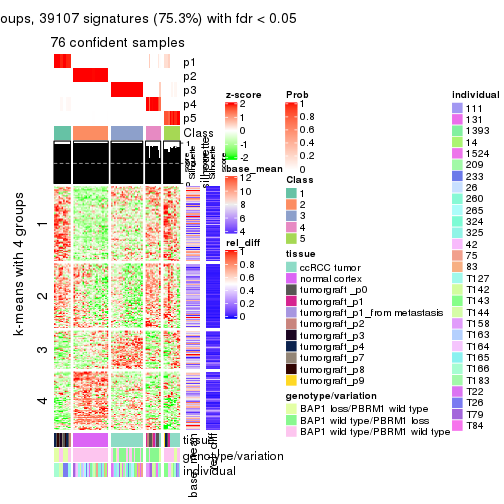 oups, 39107 signatures (75.3%) with fdr < 0.05
76 confident samples
p1
p2
p3
p4
p5
Class
1
0.5
0
silhouette
k-means with 4 groups
1
2
3
4
tissue
genotype/variation
individual
base_mean
rel_diff
z-score
2
1
0
-1
-2
base_mean
12
10
8
6
4
rel_diff
1
0.8
0.6
0.4
0.2
0
Prob
1
0.8
0.6
0.4
0.2
0
Class
1
2
3
4
5
tissue
ccRCC tumor
normal cortex
tumorgraft_p0
tumorgraft_p1
tumorgraft_p1_from metastasis
tumorgraft_p2
tumorgraft_p3
tumorgraft_p4
tumorgraft_p7
tumorgraft_p8
tumorgraft_p9
genotype/variation
BAP1 loss/PBRM1 wild type
BAP1 wild type/PBRM1 loss
BAP1 wild type/PBRM1 wild type
individual
111
131
1393
14
1524
209
233
26
260
265
324
325
42
75
83
T127
T142
T143
T144
T158
T163
T164
T165
T166
T183
T22
T26
T79
T84